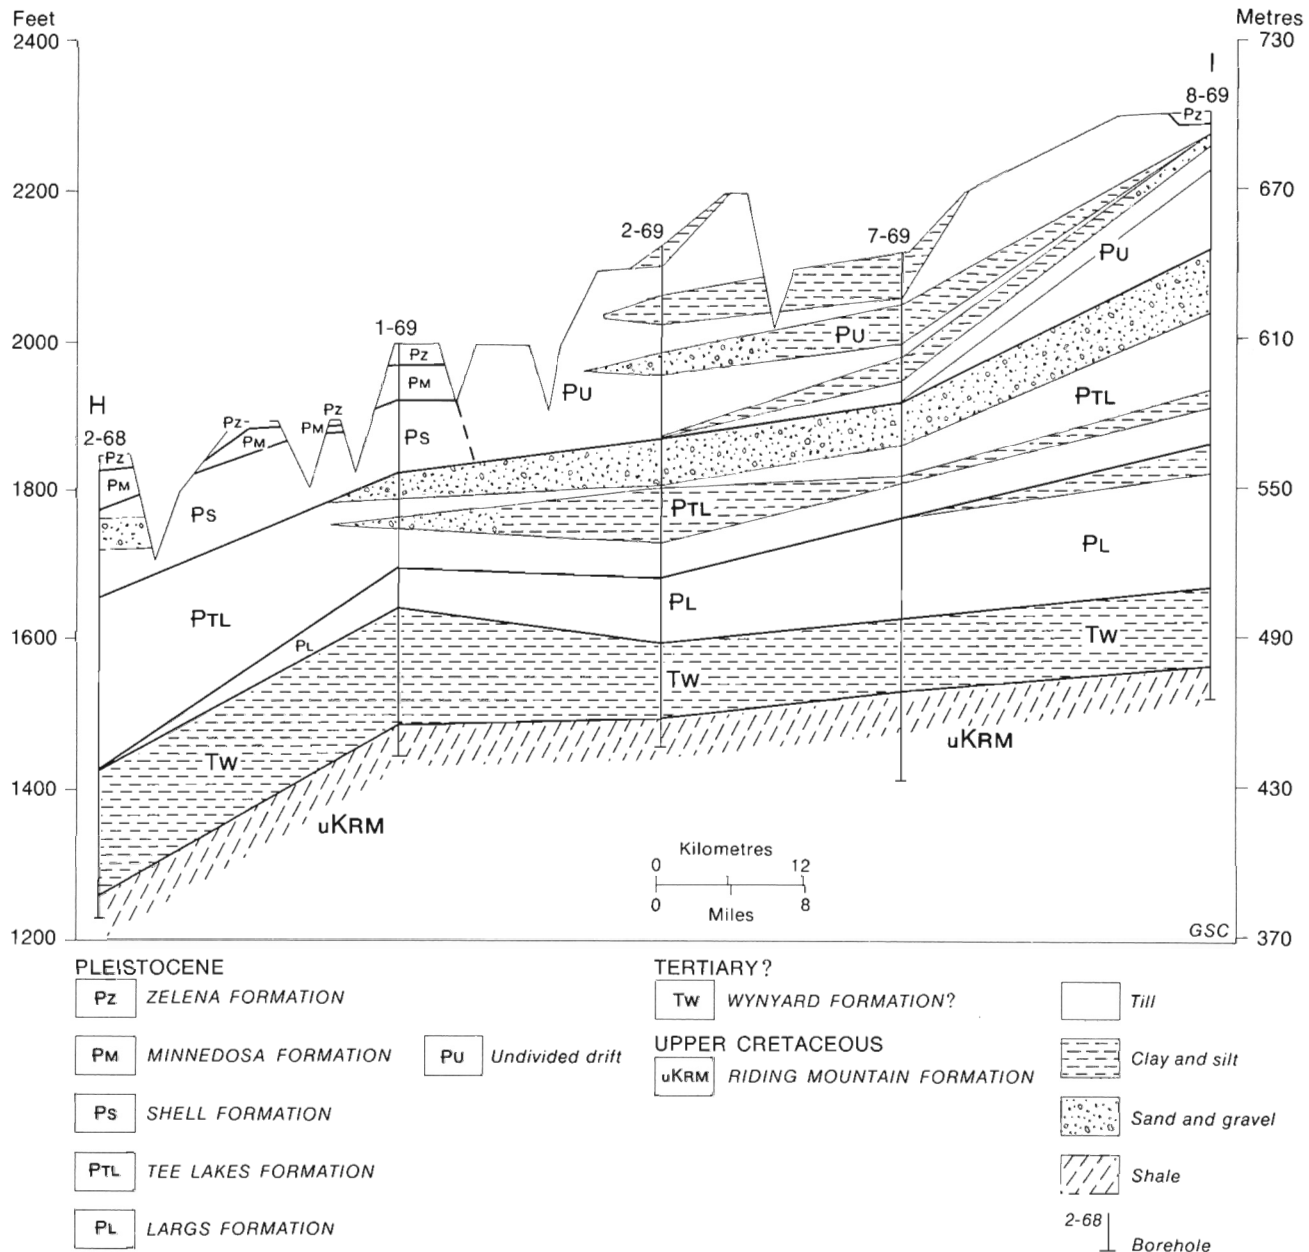 Feet
Metres
2400
730
I
8-69
Pz
2200
670
2-69
7-69
PU
2000
610
1-69
Pz
PU
PM
PU
PTL
H
Pz
Pz
PM
PM
PS
2-68
Pz
1800
550
PM
PS
PTL
PL
PTL
PL
1600
490
PL
TW
TW
uKRM
TW
1400
430
uKRM
Kilometres
0 12
0 8
Miles
1200
GSC
370
PLEISTOCENE
Pz ZELENA FORMATION
PM MINNEDOSA FORMATION
PS SHELL FORMATION
PTL TEE LAKES FORMATION
PL LARGS FORMATION
PU Undivided drift
TERTIARY?
TW WYNYARD FORMATION?
UPPER CRETACEOUS
uKRM RIDING MOUNTAIN FORMATION
Till
Clay and silt
Sand and gravel
Shale
2-68 Borehole